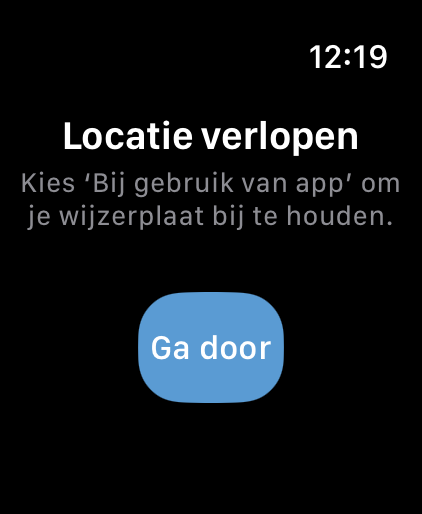 12:19
Locatie verlopen
Kies ‘Bij gebruik van app’ om
je wijzerplaat bij te houden.
Ga door